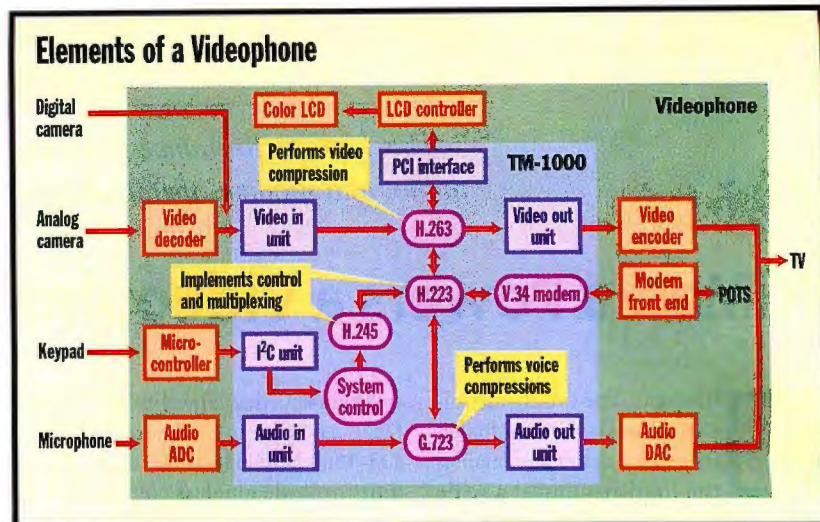 Elements of a Videophone
Digital
camera
Color LCD
LCD controller
Videophone
Performs video
compression
PCI interface
TM-1000
Analog
camera
Video
decoder
Video in
unit
H.263
Video out
unit
Video
encoder
TV
Implements control
and multiplexing
H.223
V.34 modem
Modem
front end
POTS
H.245
Keypad
Micro-
controller
I²C unit
System
control
Performs voice
compressions
Microphone
Audio
ADC
Audio in
unit
G.723
Audio out
unit
Audio
DAC